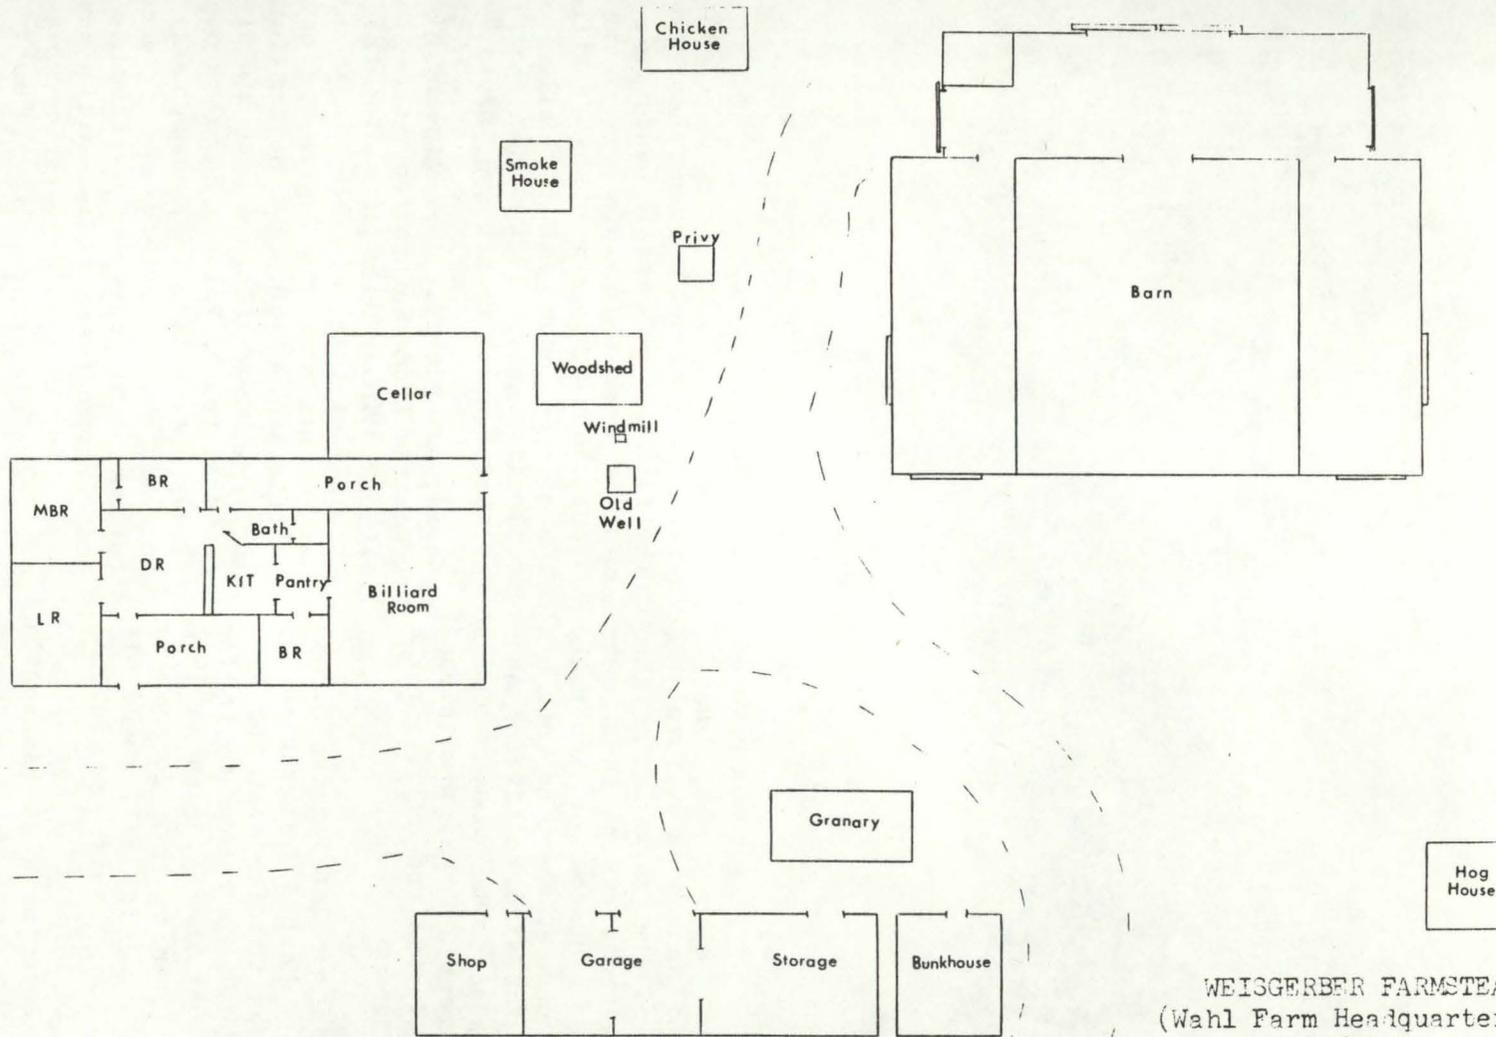 Chicken
House
Smoke
House
Privy
Barn
Cellar
Woodshed
Windmill
BR
Porch
MBR
Old
Well
Bath
DR
KIT
Pantry
Billiard
Room
LR
Porch
BR
Granary
Hog
House
Shop
Garage
Storage
Bunkhouse
WEISGERBER FARMSTEA
(Wahl Farm Headquarter